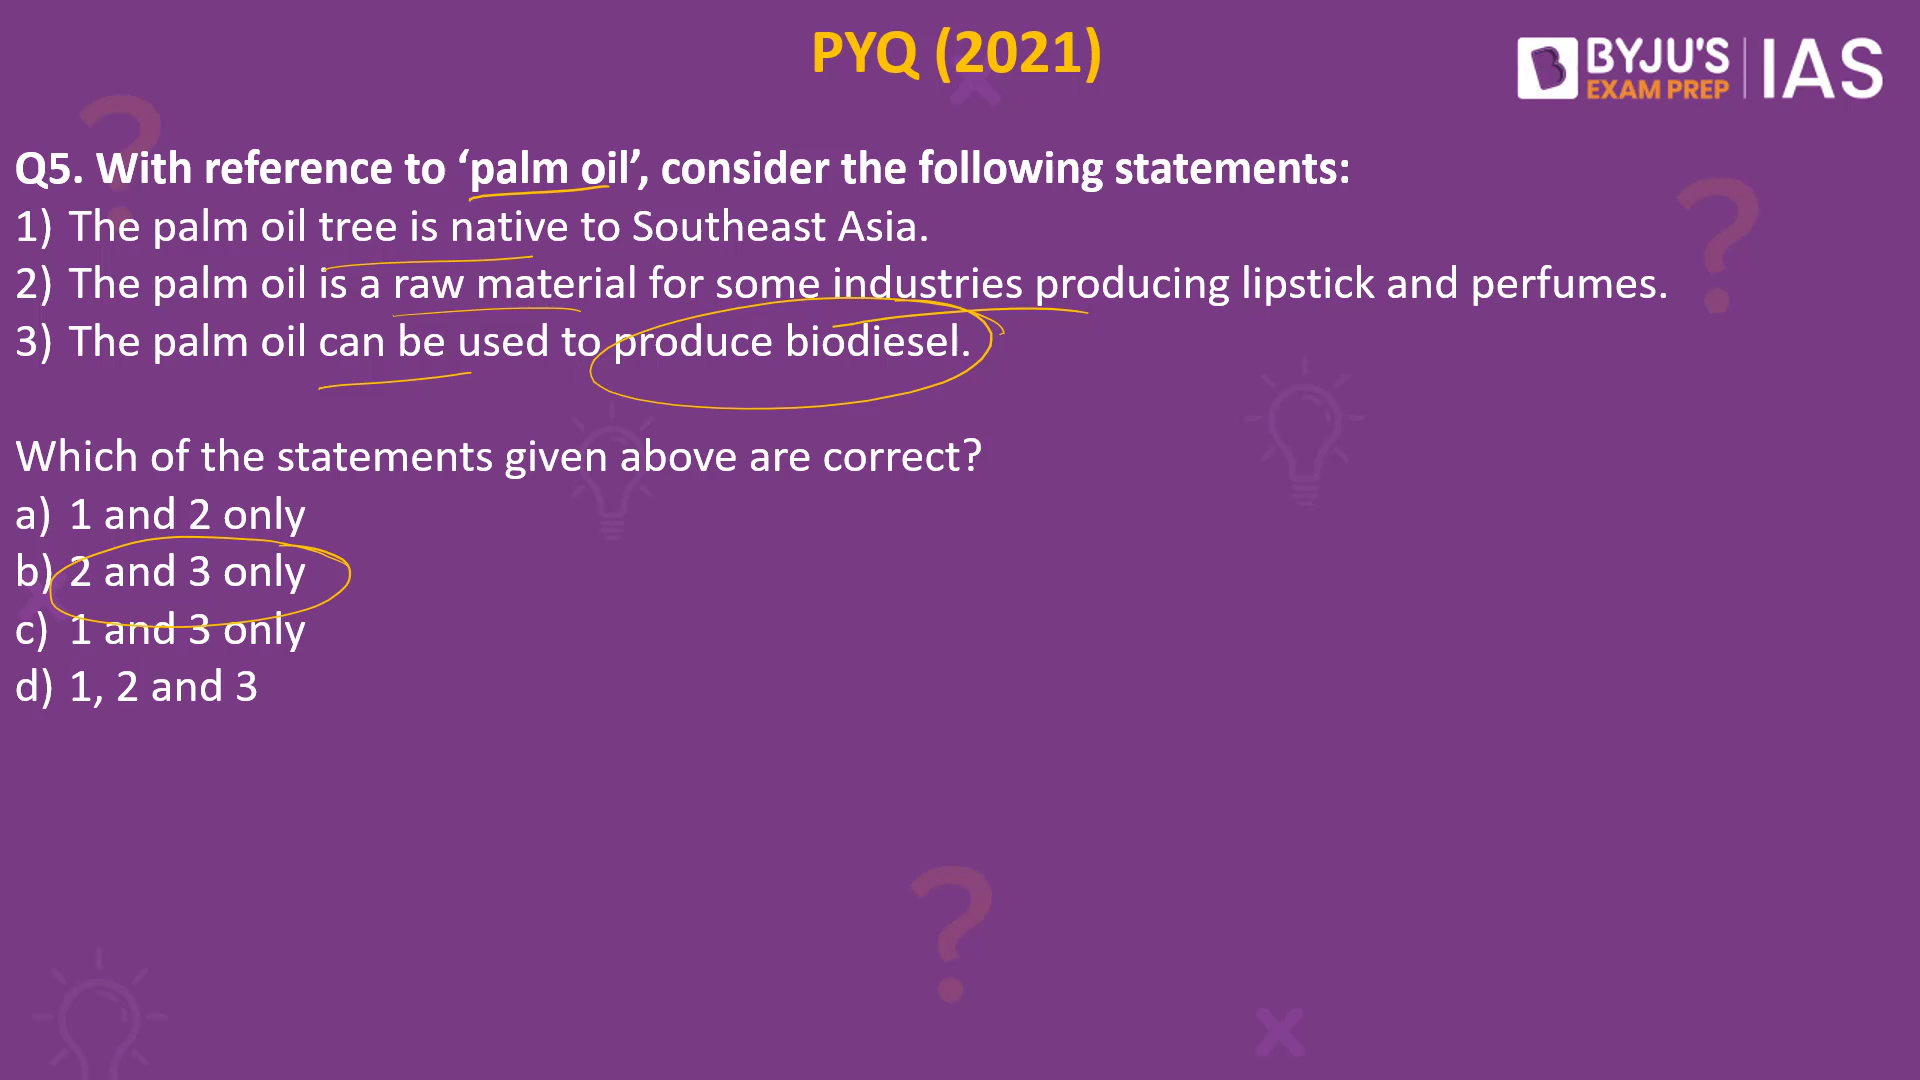 PYQ (2021)
BYJU'S
EXAM PREP
IAS
Q5. With reference to ‘palm oil’, consider the following statements:
1) The palm oil tree is native to Southeast Asia.
2) The palm oil is a raw material for some industries producing lipstick and perfumes.
3) The palm oil can be used to produce biodiesel.
Which of the statements given above are correct?
a) 1 and 2 only
b) 2 and 3 only
c) 1 and 3 only
d) 1, 2 and 3